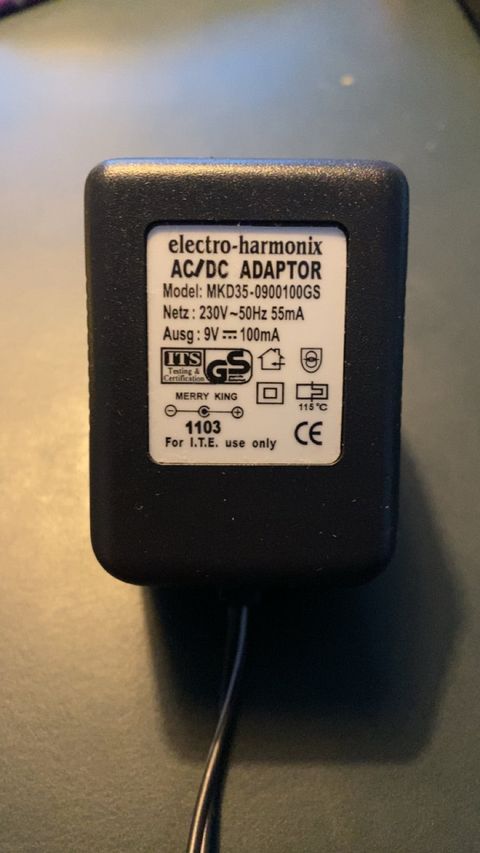 electro-harmonix
AC/DC ADAPTOR
Model: MKD35-0900100GS
Netz : 230V~50Hz 55mA
Ausg : 9V⎓100mA
ITS
Testing &
Certification
GS
MERRY KING
115℃
1103
For I.T.E. use only
CE